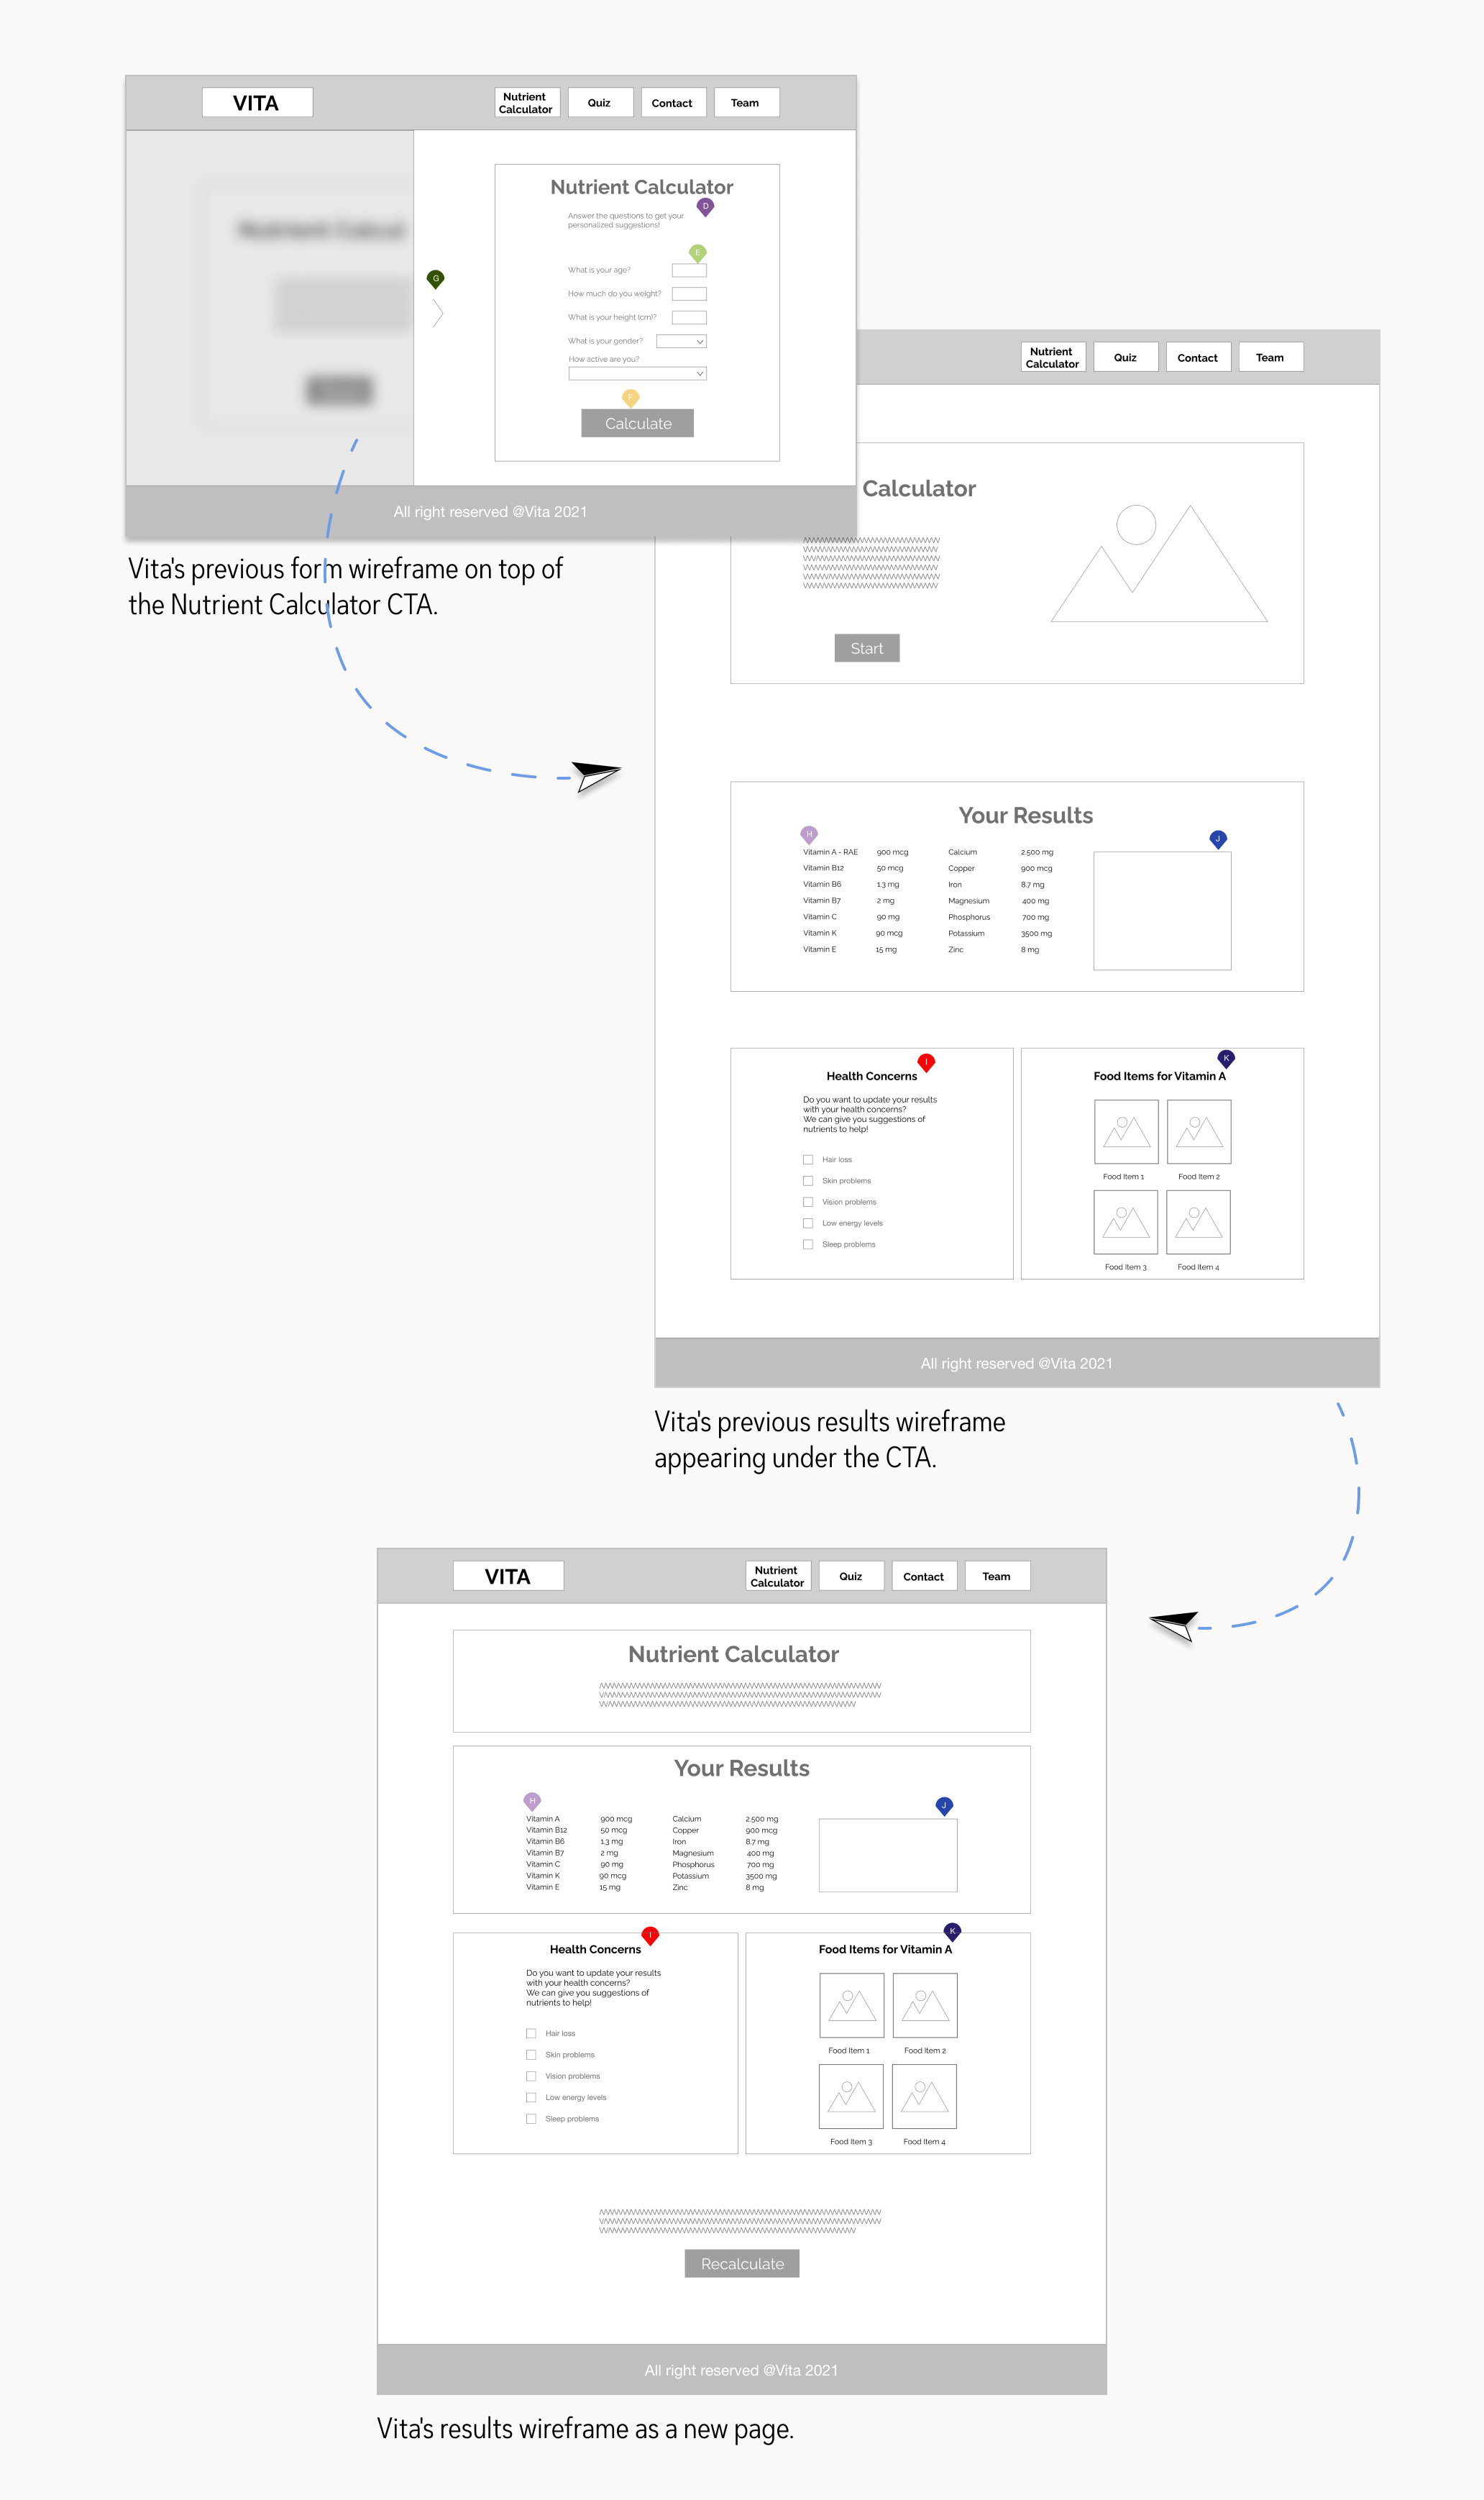 VITA
Nutrient
Calculator
Quiz
Contact
Team
Nutrient Calculator
D
Answer the questions to get your
personalized suggestions!
E
G
What is your age?
How much do you weight?
What is your height (cm)?
What is your gender?
How active are you?
F
Calculate
All right reserved @Vita 2021
Vita's previous form wireframe on top of
the Nutrient Calculator CTA.
Nutrient
Calculator
Quiz
Contact
Team
Calculator
Start
Your Results
H
J
Vitamin A - RAE 900 mcg Calcium 2.500 mg
Vitamin B12 50 mcg Copper 900 mcg
Vitamin B6 1.3 mg Iron 8.7 mg
Vitamin B7 2 mg Magnesium 400 mg
Vitamin C 90 mg Phosphorus 700 mg
Vitamin K 90 mcg Potassium 3500 mg
Vitamin E 15 mg Zinc 8 mg
I
Health Concerns
Do you want to update your results
with your health concerns?
We can give you suggestions of
nutrients to help!
Hair loss
Skin problems
Vision problems
Low energy levels
Sleep problems
K
Food Items for Vitamin A
Food Item 1 Food Item 2
Food Item 3 Food Item 4
All right reserved @Vita 2021
Vita's previous results wireframe
appearing under the CTA.
VITA
Nutrient
Calculator
Quiz
Contact
Team
Nutrient Calculator
Your Results
H
J
Vitamin A 900 mcg Calcium 2.500 mg
Vitamin B12 50 mcg Copper 900 mcg
Vitamin B6 1.3 mg Iron 8.7 mg
Vitamin B7 2 mg Magnesium 400 mg
Vitamin C 90 mg Phosphorus 700 mg
Vitamin K 90 mcg Potassium 3500 mg
Vitamin E 15 mg Zinc 8 mg
I
Health Concerns
Do you want to update your results
with your health concerns?
We can give you suggestions of
nutrients to help!
Hair loss
Skin problems
Vision problems
Low energy levels
Sleep problems
K
Food Items for Vitamin A
Food Item 1 Food Item 2
Food Item 3 Food Item 4
Recalculate
All right reserved @Vita 2021
Vita's results wireframe as a new page.